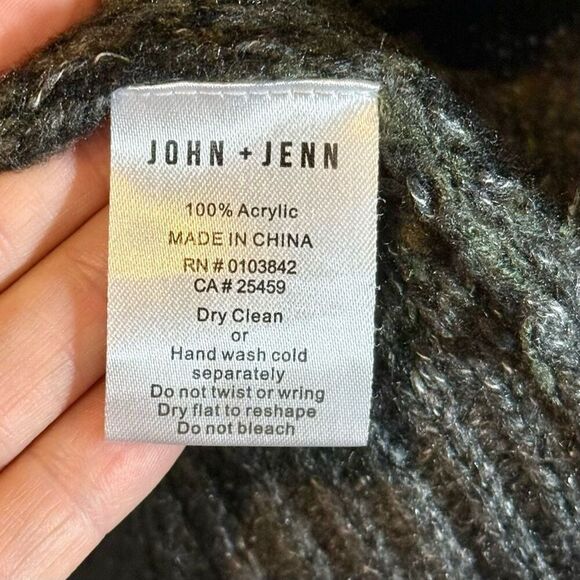 JOHN + JENN
100% Acrylic
MADE IN CHINA
RN # 0103842
CA # 25459
Dry Clean
or
Hand wash cold
separately
Do not twist or wring
Dry flat to reshape
Do not bleach